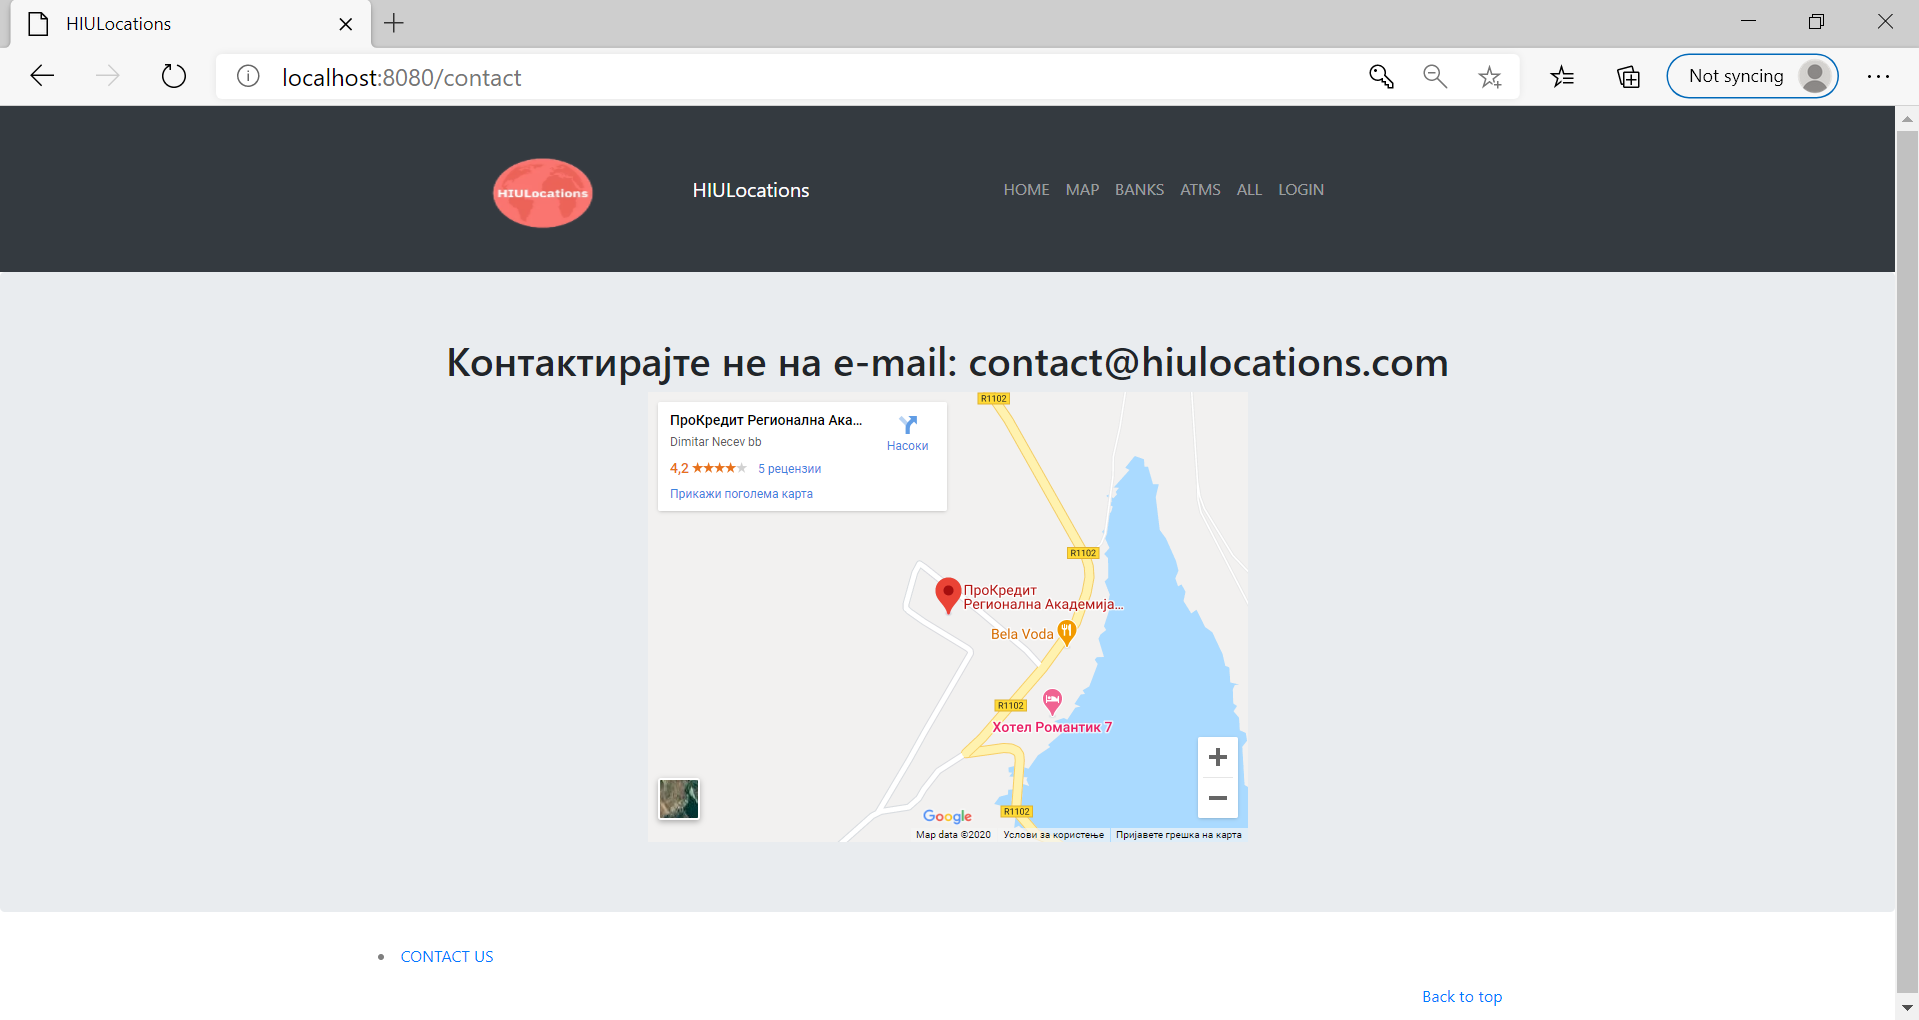 HIULocations
localhost:8080/contact
Not syncing
HIULocations
HIULocations
HOME MAP BANKS ATMS ALL LOGIN
Контактирајте не на e-mail: contact@hiulocations.com
R1102
ПроКредит Регионална Ака...
Насоки
Dimitar Necev bb
4,2 5 рецензии
Прикажи поголема карта
R1102
ПроКредит
Регионална Академија...
Bela Voda
R1102
Хотел Романтик 7
R1102
Google
Map data ©2020 Услови за користење Пријавете грешка на карта
CONTACT US
Back to top